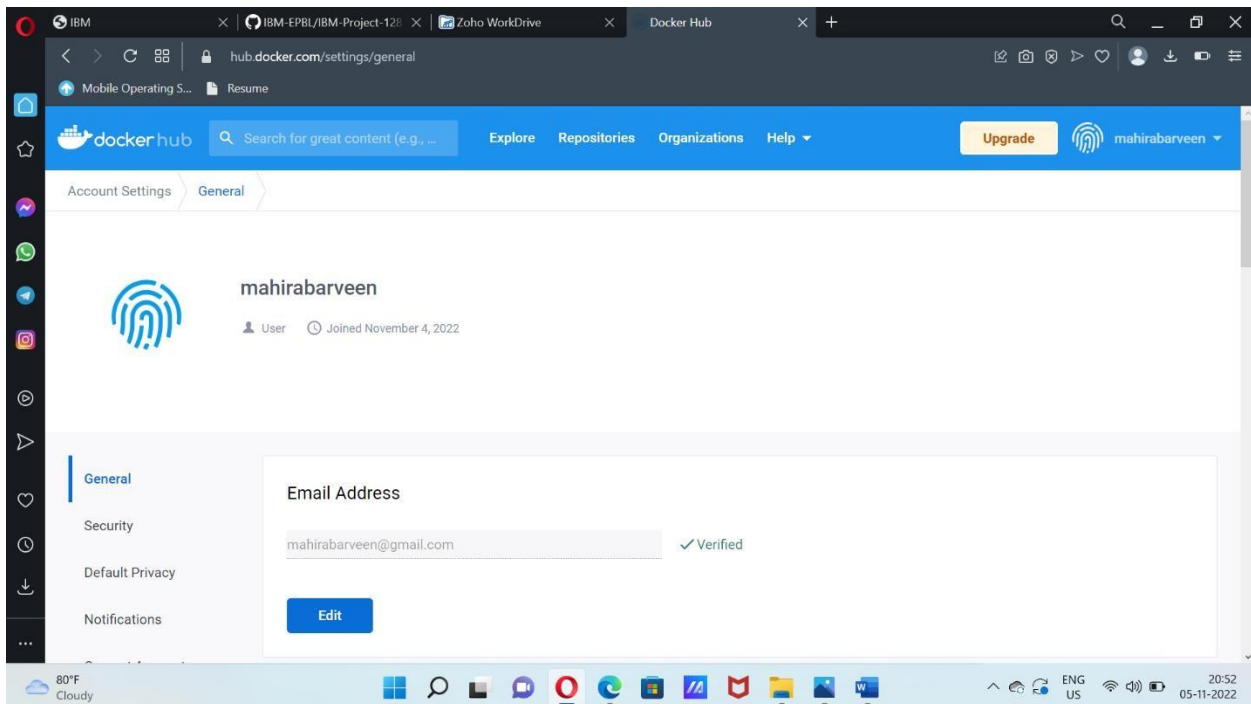 IBM
IBM-EPBL/IBM-Project-128
Zoho WorkDrive
Docker Hub
hub.docker.com/settings/general
Mobile Operating S...
Resume
dockerhub
Search for great content (e.g., ...
Explore
Repositories
Organizations
Help
Upgrade
mahirabarveen
Account Settings
General
mahirabarveen
User
Joined November 4, 2022
General
Security
Default Privacy
Notifications
Email Address
mahirabarveen@gmail.com
Verified
Edit
80°F
Cloudy
ENG
US
20:52
05-11-2022